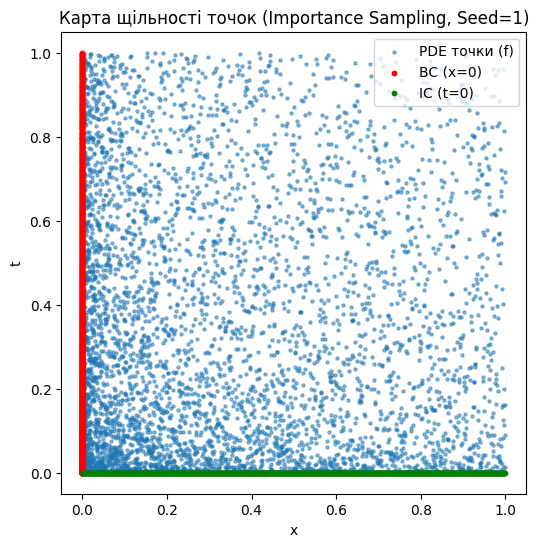 Карта щільності точок (Importance Sampling, Seed=1)
PDE точки (f)
BC (x=0)
IC (t=0)
1.0
0.8
0.6
0.4
0.2
0.0
t
0.0 0.2 0.4 0.6 0.8 1.0
x